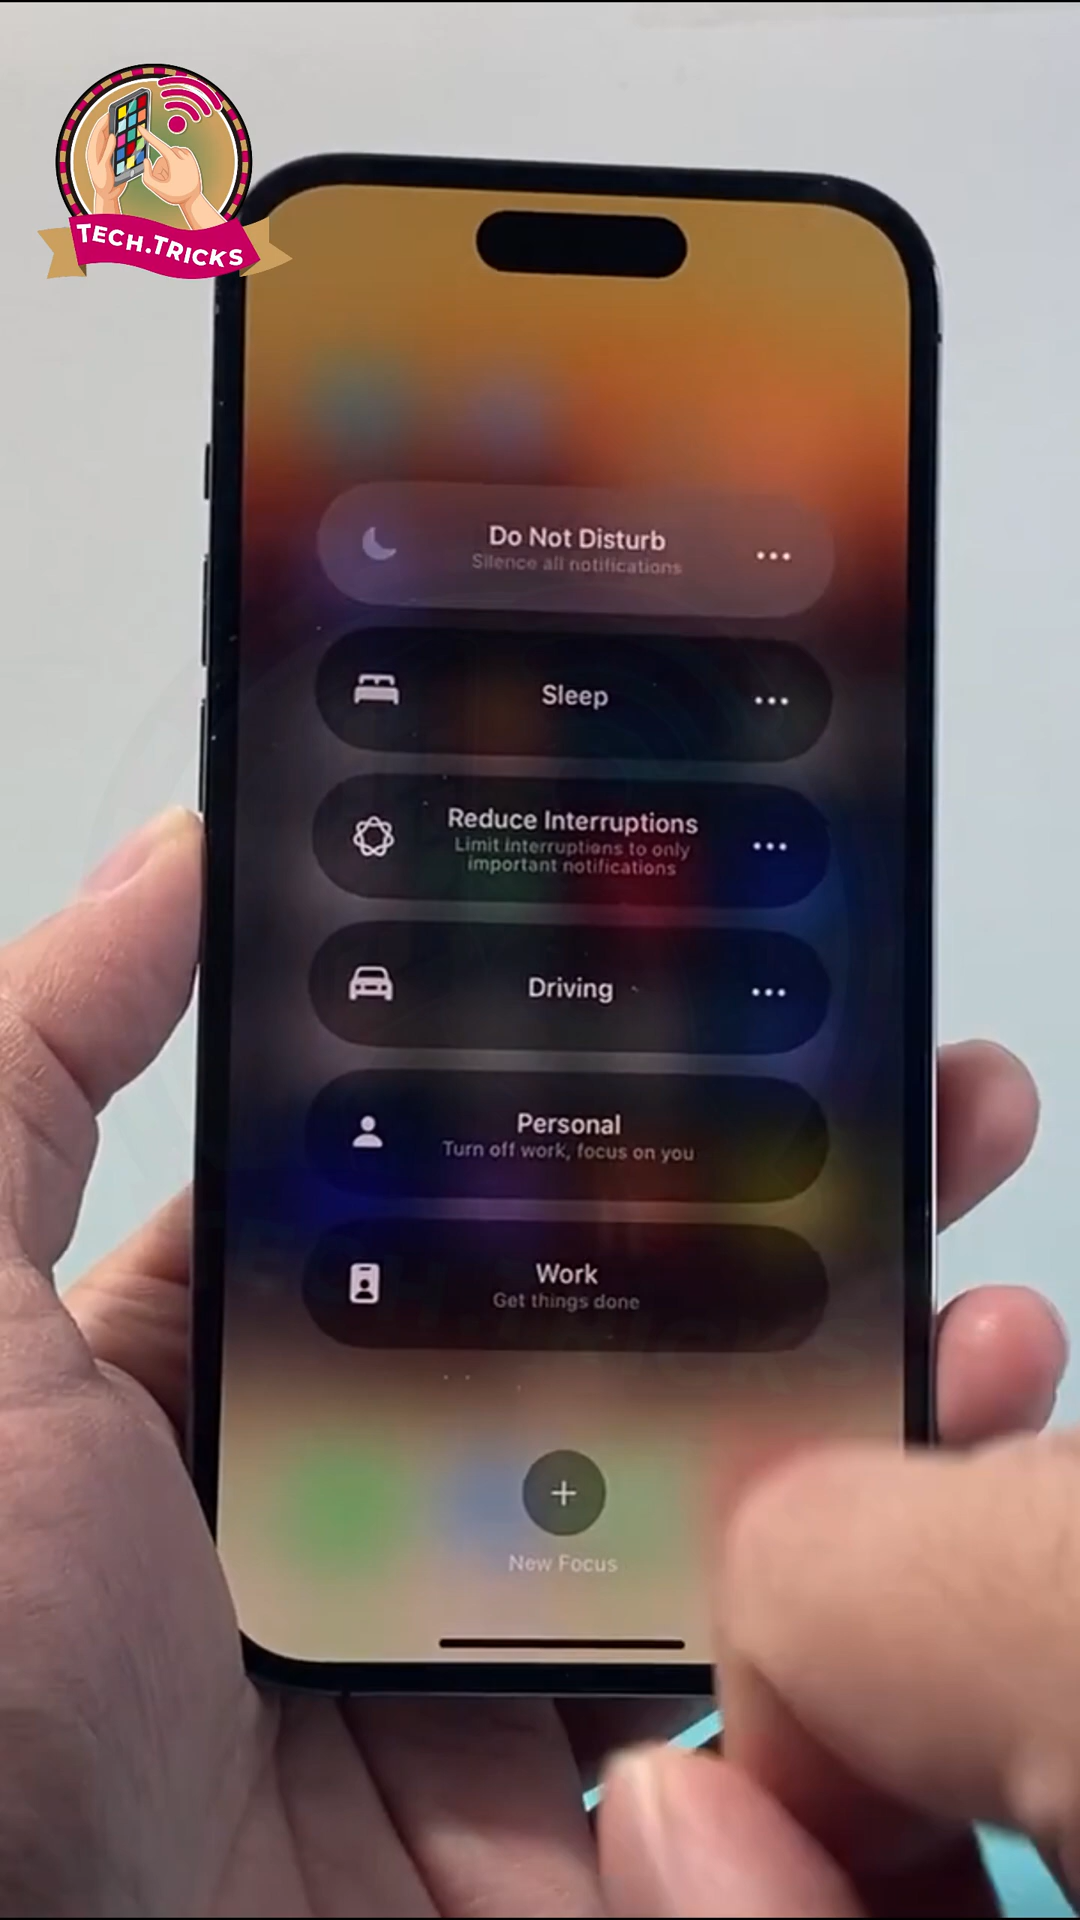 TECH.TRICKS
Do Not Disturb
Silence all notifications
Sleep
Reduce Interruptions
Limit interruptions to only
important notifications
Driving
Personal
Turn off work, focus on you
Work
Get things done
New Focus